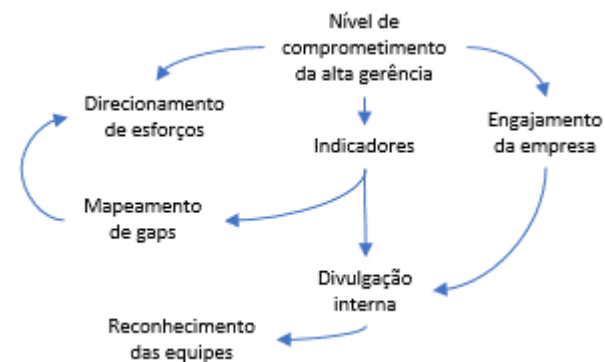 Nível de
comprometimento
da alta gerência
Direcionamento
de esforços
Indicadores
Engajamento
da empresa
Mapeamento
de gaps
Divulgação
interna
Reconhecimento
das equipes